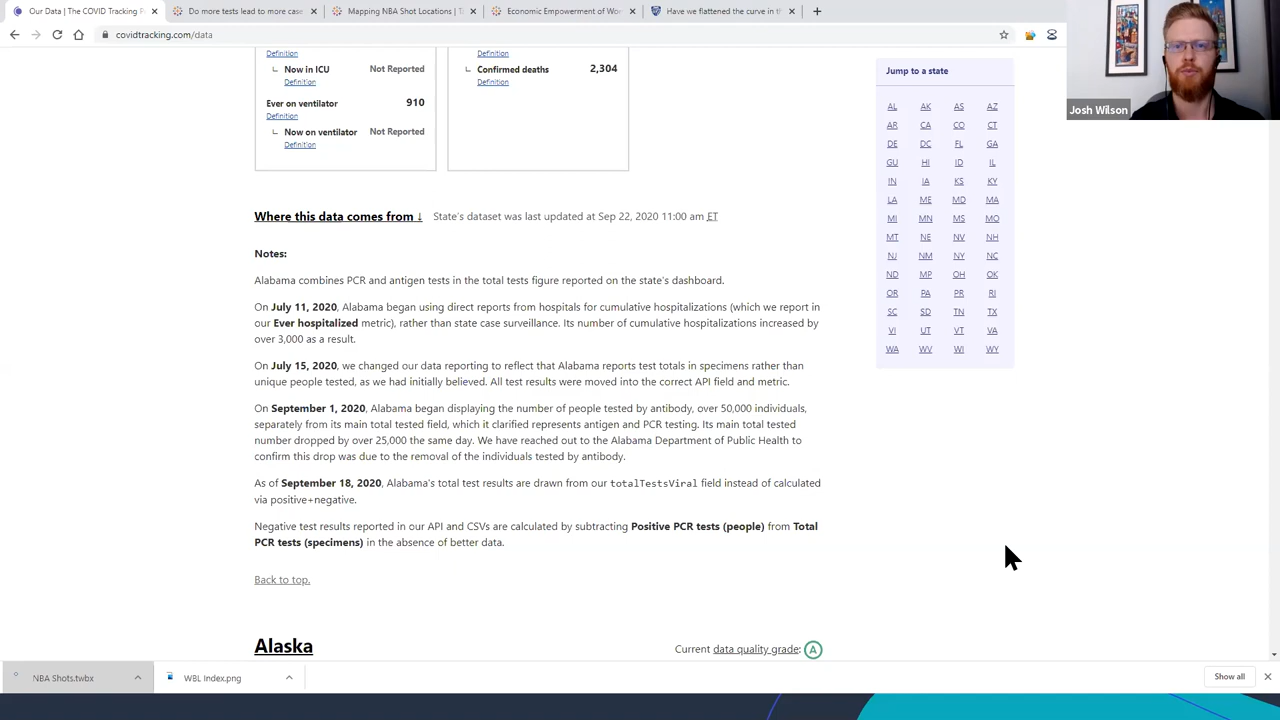 Our Data | The COVID Tracking P
Do more tests lead to more case
Mapping NBA Shot Locations | Ta
Economic Empowerment of Wor
Have we flattened the curve in th
covidtracking.com/data
Definition
Now in ICU Not Reported
Definition
Ever on ventilator 910
Definition
Now on ventilator Not Reported
Definition
Definition
Confirmed deaths 2,304
Definition
Jump to a state
AL AK AS AZ
AR CA CO CT
DE DC FL GA
GU HI ID IL
IN IA KS KY
LA ME MD MA
MI MN MS MO
MT NE NV NH
NJ NM NY NC
ND MP OH OK
OR PA PR RI
SC SD TN TX
VI UT VT VA
WA WV WI WY
Josh Wilson
Where this data comes from ↓ State's dataset was last updated at Sep 22, 2020 11:00 am ET
Notes:
Alabama combines PCR and antigen tests in the total tests figure reported on the state's dashboard.
On July 11, 2020, Alabama began using direct reports from hospitals for cumulative hospitalizations (which we report in
our Ever hospitalized metric), rather than state case surveillance. Its number of cumulative hospitalizations increased by
over 3,000 as a result.
On July 15, 2020, we changed our data reporting to reflect that Alabama reports test totals in specimens rather than
unique people tested, as we had initially believed. All test results were moved into the correct API field and metric.
On September 1, 2020, Alabama began displaying the number of people tested by antibody, over 50,000 individuals,
separately from its main total tested field, which it clarified represents antigen and PCR testing. Its main total tested
number dropped by over 25,000 the same day. We have reached out to the Alabama Department of Public Health to
confirm this drop was due to the removal of the individuals tested by antibody.
As of September 18, 2020, Alabama's total test results are drawn from our totalTestsViral field instead of calculated
via positive+negative.
Negative test results reported in our API and CSVs are calculated by subtracting Positive PCR tests (people) from Total
PCR tests (specimens) in the absence of better data.
Back to top.
Alaska Current data quality grade: A
NBA Shots.twbx
WBL Index.png
Show all